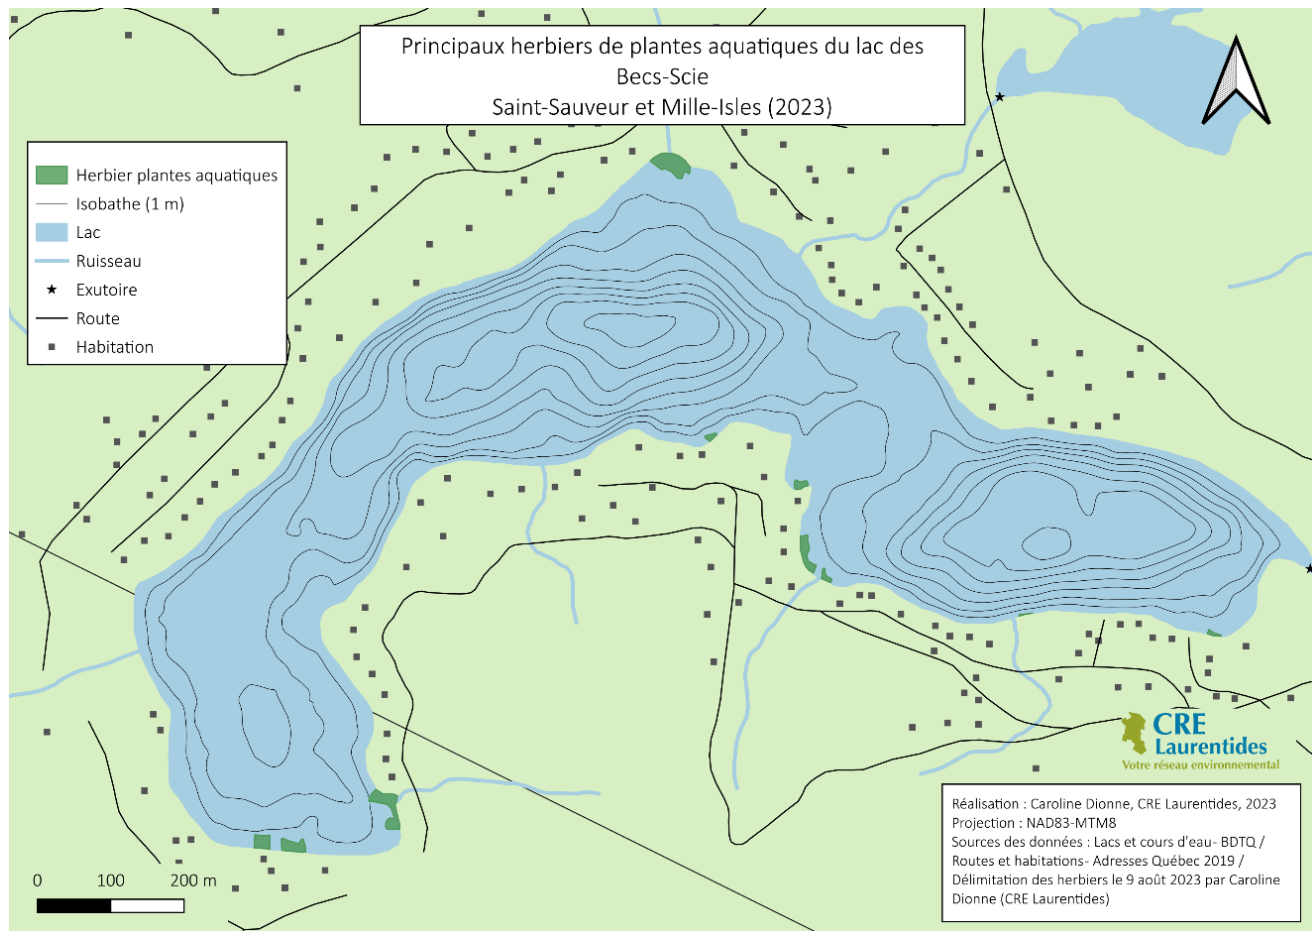 Principaux herbiers de plantes aquatiques du lac des
Becs-Scie
Saint-Sauveur et Mille-Isles (2023)
Herbier plantes aquatiques
Isobathe (1 m)
Lac
Ruisseau
Exutoire
Route
Habitation
CRE
Laurentides
Votre réseau environnemental
Réalisation : Caroline Dionne, CRE Laurentides, 2023
Projection : NAD83-MTM8
Sources des données : Lacs et cours d'eau- BDTQ /
Routes et habitations- Adresses Québec 2019 /
Délimitation des herbiers le 9 août 2023 par Caroline
Dionne (CRE Laurentides)
0 100 200 m